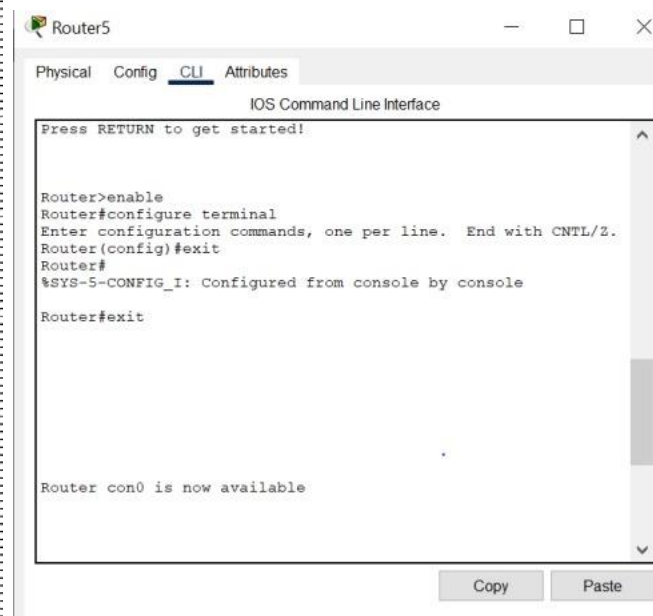 Router5
Physical Config CLI Attributes
IOS Command Line Interface
Press RETURN to get started!
Router>enable
Router#configure terminal
Enter configuration commands, one per line.  End with CNTL/Z.
Router(config)#exit
Router#
%SYS-5-CONFIG_I: Configured from console by console
Router#exit
Router con0 is now available
Copy Paste